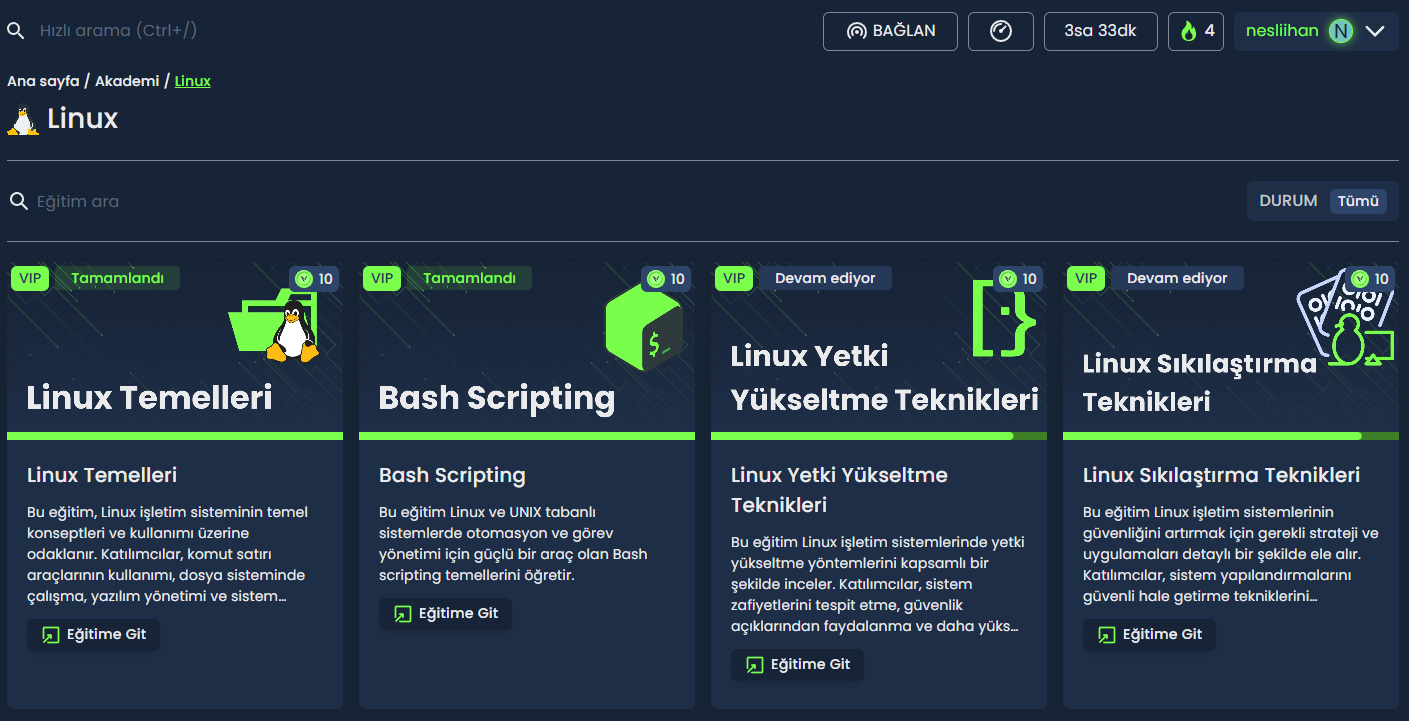 Hızlı arama (Ctrl+/)
BAĞLAN
3sa 33dk
4
nesliihan N
Ana sayfa / Akademi / Linux
Linux
Eğitim ara
DURUM Tümü
VIP Tamamlandı 10
Linux Temelleri
Linux Temelleri
Bu eğitim, Linux işletim sisteminin temel
konseptleri ve kullanımı üzerine
odaklanır. Katılımcılar, komut satırı
araçlarının kullanımı, dosya sisteminde
çalışma, yazılım yönetimi ve sistem…
Eğitime Git
VIP Tamamlandı 10
$_
Bash Scripting
Bash Scripting
Bu eğitim Linux ve UNIX tabanlı
sistemlerde otomasyon ve görev
yönetimi için güçlü bir araç olan Bash
scripting temellerini öğretir.
Eğitime Git
VIP Devam ediyor 10
[:}
Linux Yetki
Yükseltme Teknikleri
Linux Yetki Yükseltme
Teknikleri
Bu eğitim Linux işletim sistemlerinde yetki
yükseltme yöntemlerini kapsamlı bir
şekilde inceler. Katılımcılar, sistem
zafiyetlerini tespit etme, güvenlik
açıklarından faydalanma ve daha yüks…
Eğitime Git
VIP Devam ediyor 10
Linux Sıkılaştırma
Teknikleri
Linux Sıkılaştırma Teknikleri
Bu eğitim Linux işletim sistemlerinin
güvenliğini artırmak için gerekli strateji ve
uygulamaları detaylı bir şekilde ele alır.
Katılımcılar, sistem yapılandırmalarını
güvenli hale getirme tekniklerini…
Eğitime Git